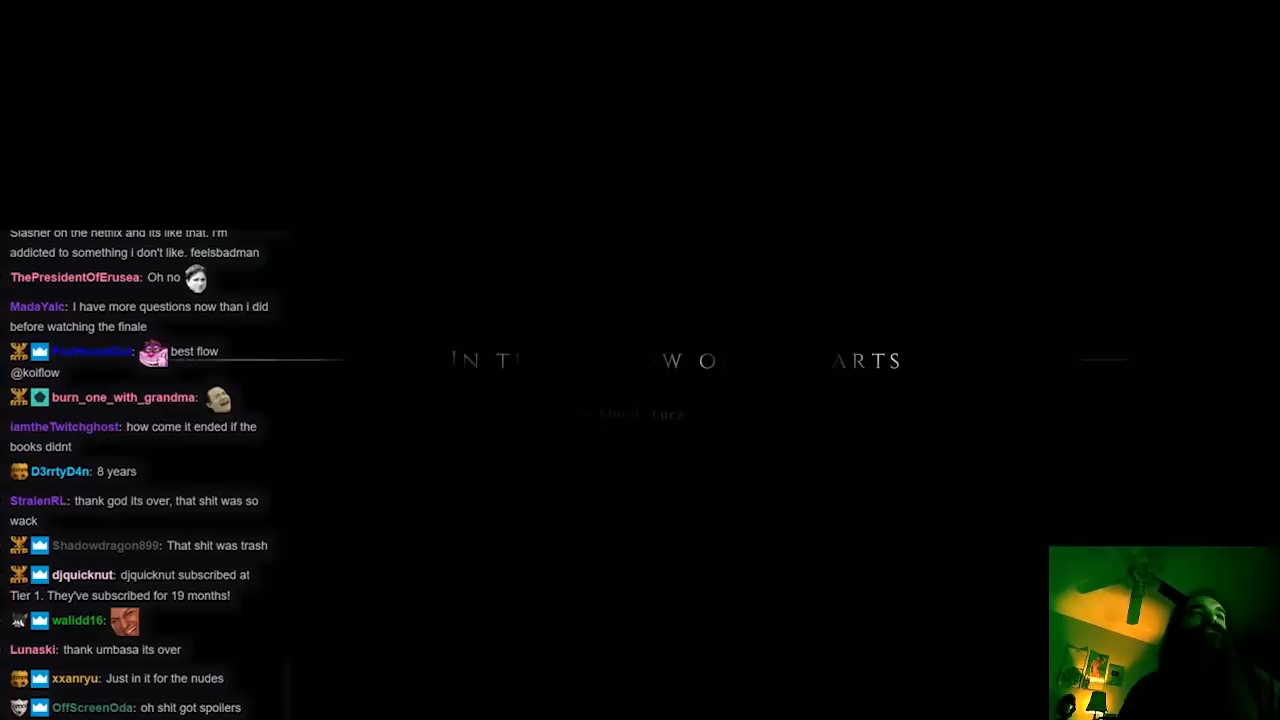 Slasher on the netflix and its like that. I'm
addicted to something i don't like. feelsbadman
ThePresidentOfErusea: Oh no
MadaYalc: I have more questions now than i did
before watching the finale
: best flow
@koiflow
burn_one_with_grandma:
iamtheTwitchghost: how come it ended if the
books didnt
D3rrtyD4n: 8 years
StralenRL: thank god its over, that shit was so
wack
Shadowdragon899: That shit was trash
djquicknut: djquicknut subscribed at
Tier 1. They've subscribed for 19 months!
walidd16:
Lunaski: thank umbasa its over
xxanryu: Just in it for the nudes
OffScreenOda: oh shit got spoilers
IN T W O ARTS
Luca